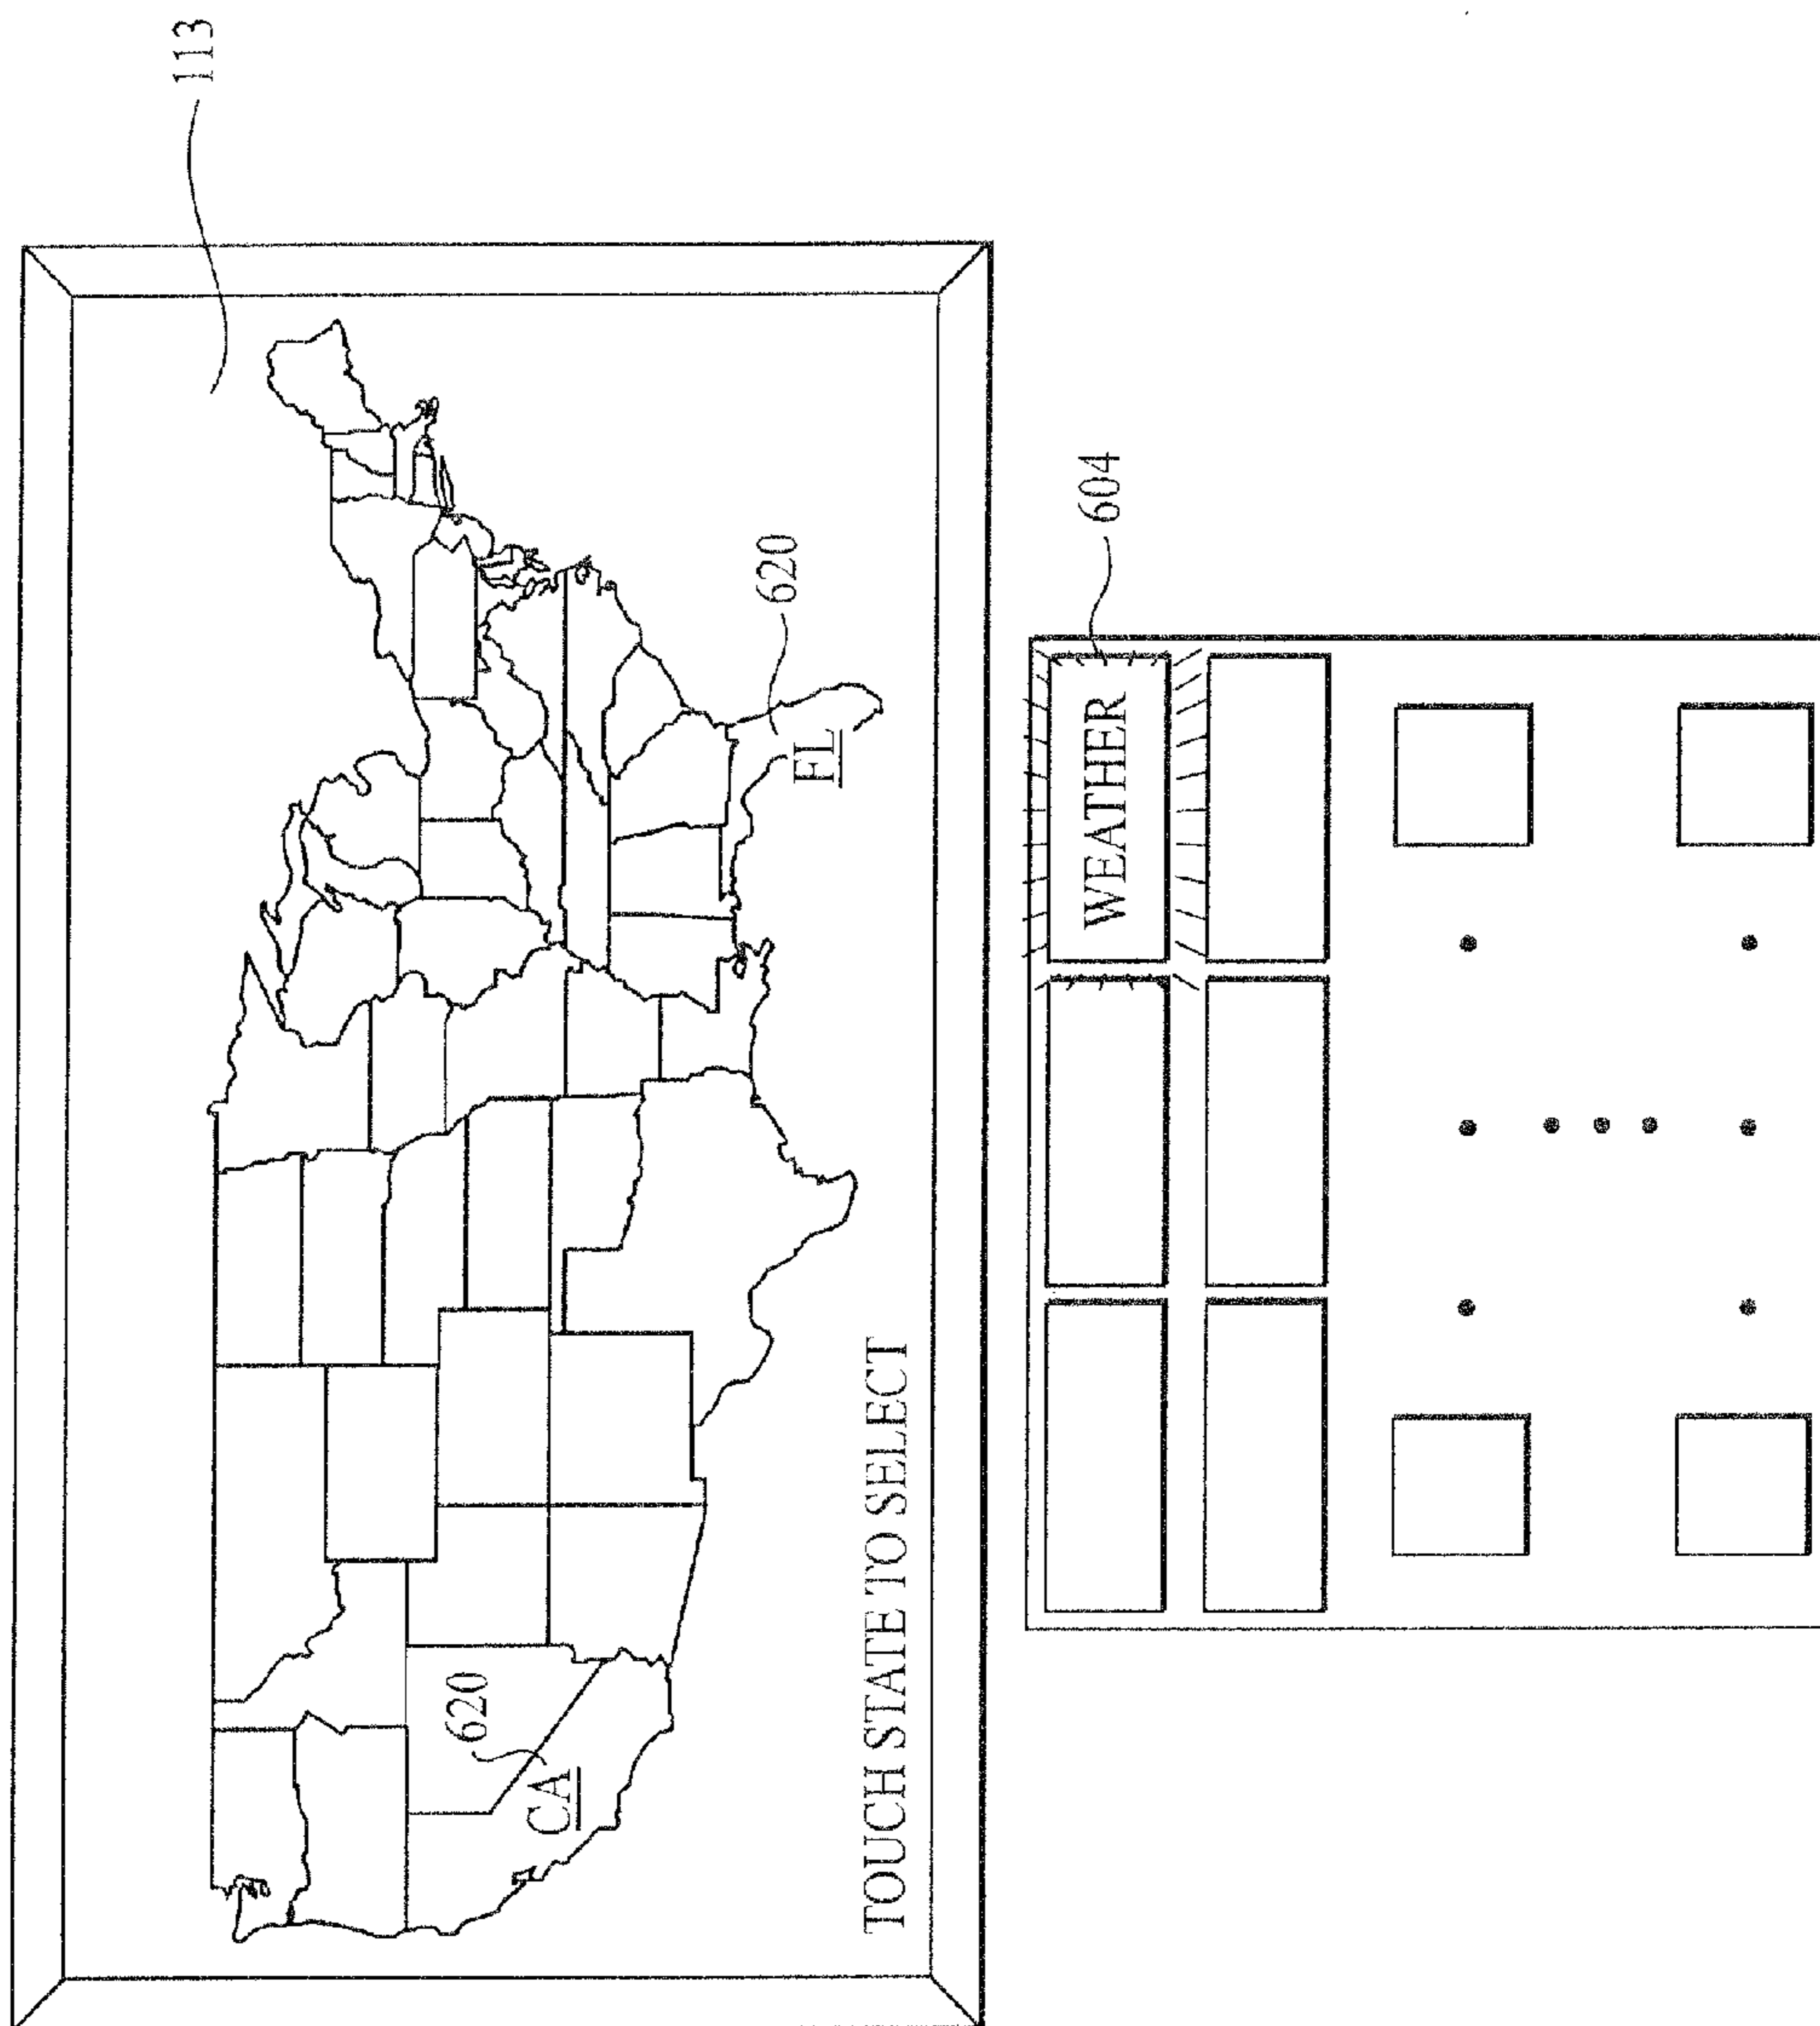 113
620
FL
620
CA
TOUCH STATE TO SELECT
604
WEATHER